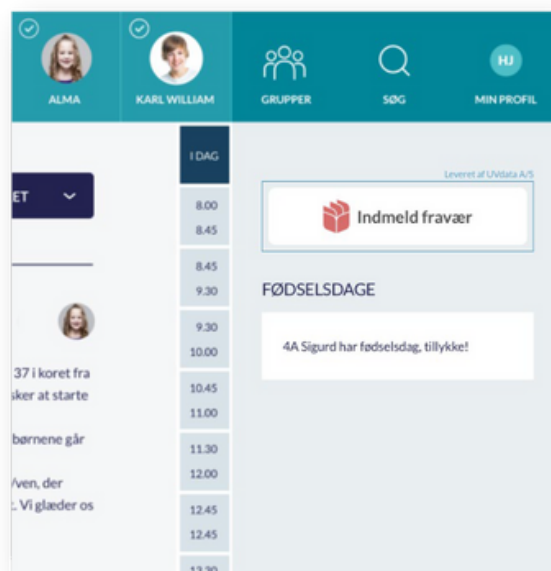 ALMA
KARL WILLIAM
GRUPPER
SØG
HJ
MIN PROFIL
ET
37 i koret fra
sker at starte
børnene går
/ven, der
. Vi glæder os
I DAG
8.00
8.45
8.45
9.30
9.30
10.00
10.45
11.00
11.30
12.00
12.45
12.45
13.30
Leveret af UVdata A/S
Indmeld fravær
FØDSELSDAGE
4A Sigurd har fødselsdag, tillykke!